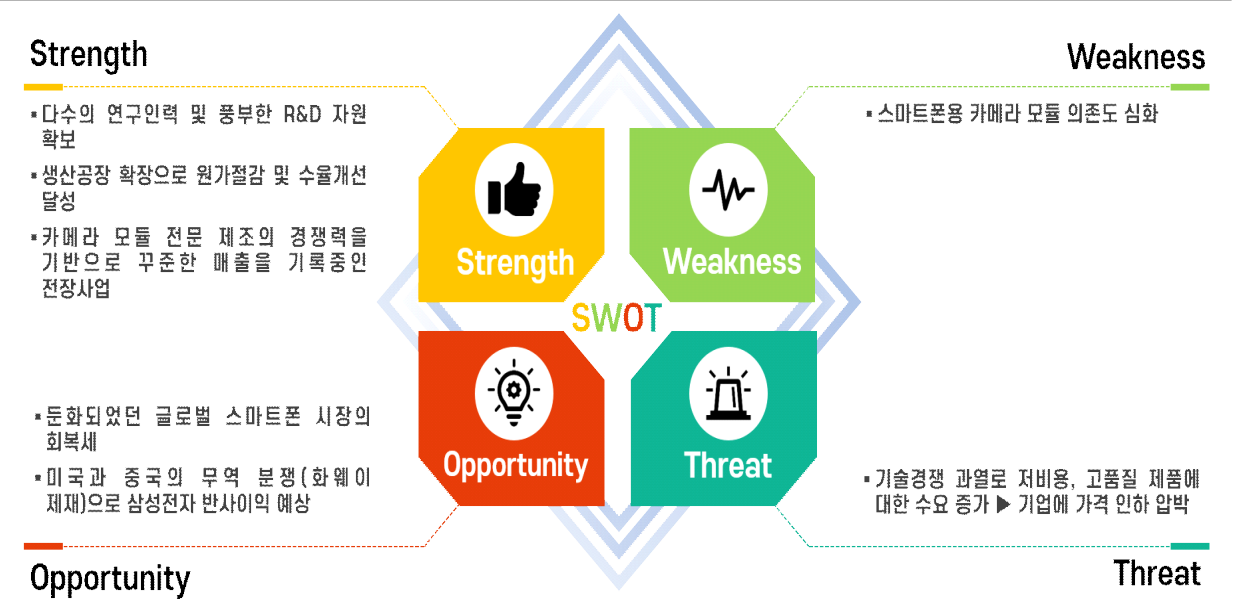 Strength
▪ 다수의 연구인력 및 풍부한 R&D 자원
확보
▪ 생산공장 확장으로 원가절감 및 수율개선
달성
▪ 카메라 모듈 전문 제조의 경쟁력을
기반으로 꾸준한 매출을 기록중인
전장사업
Weakness
▪ 스마트폰용 카메라 모듈 의존도 심화
Strength
Weakness
SWOT
Opportunity
Threat
▪ 둔화되었던 글로벌 스마트폰 시장의
회복세
▪ 미국과 중국의 무역 분쟁(화웨이
제재)으로 삼성전자 반사이익 예상
Opportunity
▪ 기술경쟁 과열로 저비용, 고품질 제품에
대한 수요 증가 ▶ 기업에 가격 인하 압박
Threat